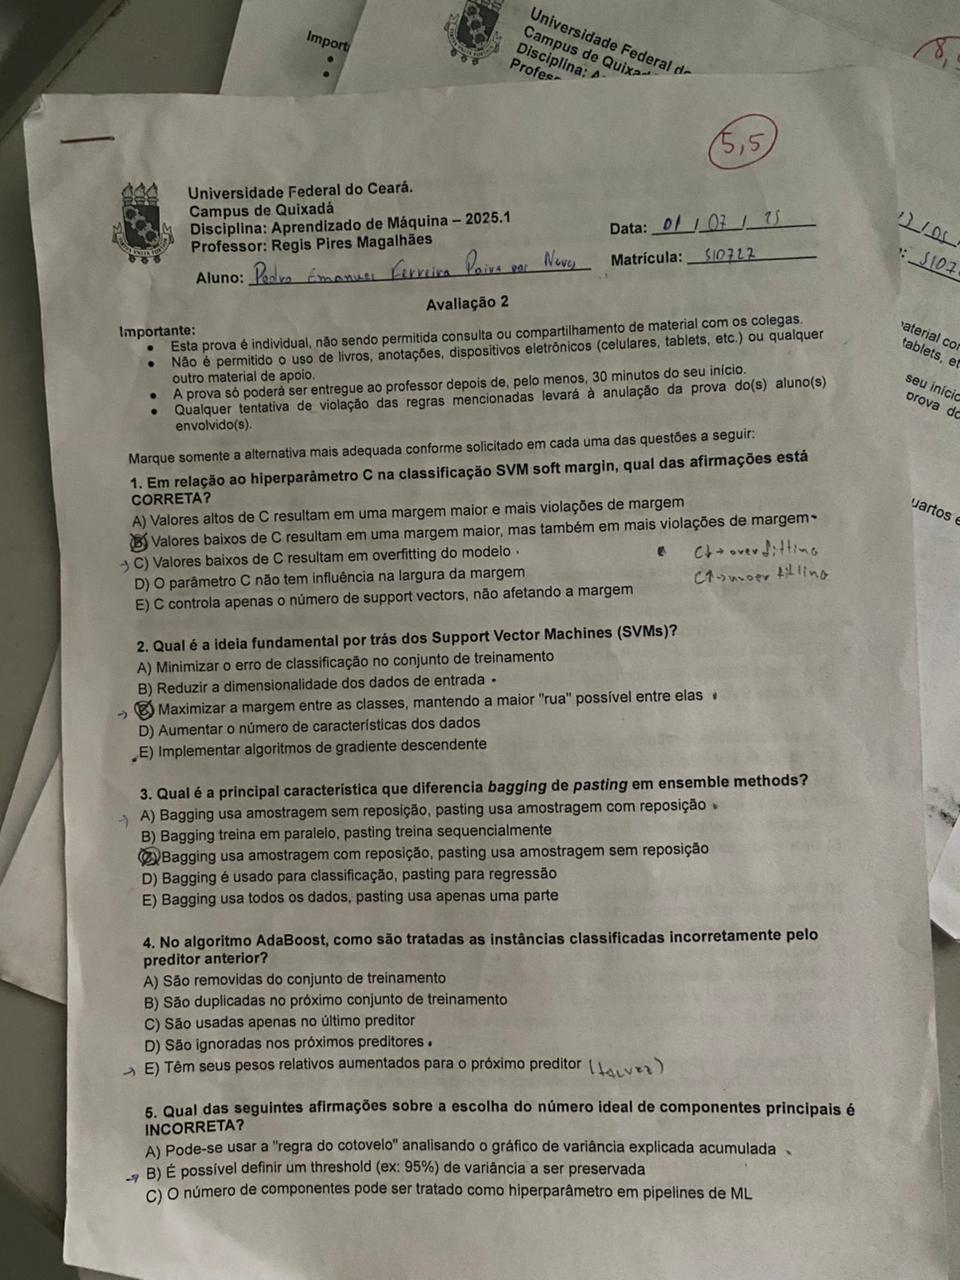 Import
Universidade Federal d
Campus de Quixa
Disciplina: A
Profes
8,
5,5
Universidade Federal do Ceará.
Campus de Quixadá
Disciplina: Aprendizado de Máquina – 2025.1
Professor: Regis Pires Magalhães
Data: 01 / 07 / 25
Matrícula: 510727
Aluno: Pedro Emanuel Ferreira Paiva das Neves
Avaliação 2
Importante:
• Esta prova é individual, não sendo permitida consulta ou compartilhamento de material com os colegas.
• Não é permitido o uso de livros, anotações, dispositivos eletrônicos (celulares, tablets, etc.) ou qualquer
outro material de apoio.
• A prova só poderá ser entregue ao professor depois de, pelo menos, 30 minutos do seu início.
• Qualquer tentativa de violação das regras mencionadas levará à anulação da prova do(s) aluno(s)
envolvido(s).
Marque somente a alternativa mais adequada conforme solicitado em cada uma das questões a seguir:
1. Em relação ao hiperparâmetro C na classificação SVM soft margin, qual das afirmações está
CORRETA?
A) Valores altos de C resultam em uma margem maior e mais violações de margem
B) Valores baixos de C resultam em uma margem maior, mas também em mais violações de margem
C) Valores baixos de C resultam em overfitting do modelo
C↓→overfitting
D) O parâmetro C não tem influência na largura da margem
C↑→underfitting
E) C controla apenas o número de support vectors, não afetando a margem
2. Qual é a ideia fundamental por trás dos Support Vector Machines (SVMs)?
A) Minimizar o erro de classificação no conjunto de treinamento
B) Reduzir a dimensionalidade dos dados de entrada
C) Maximizar a margem entre as classes, mantendo a maior "rua" possível entre elas
D) Aumentar o número de características dos dados
E) Implementar algoritmos de gradiente descendente
3. Qual é a principal característica que diferencia bagging de pasting em ensemble methods?
A) Bagging usa amostragem sem reposição, pasting usa amostragem com reposição
B) Bagging treina em paralelo, pasting treina sequencialmente
C) Bagging usa amostragem com reposição, pasting usa amostragem sem reposição
D) Bagging é usado para classificação, pasting para regressão
E) Bagging usa todos os dados, pasting usa apenas uma parte
4. No algoritmo AdaBoost, como são tratadas as instâncias classificadas incorretamente pelo
preditor anterior?
A) São removidas do conjunto de treinamento
B) São duplicadas no próximo conjunto de treinamento
C) São usadas apenas no último preditor
D) São ignoradas nos próximos preditores
→ E) Têm seus pesos relativos aumentados para o próximo preditor (talvez)
5. Qual das seguintes afirmações sobre a escolha do número ideal de componentes principais é
INCORRETA?
A) Pode-se usar a "regra do cotovelo" analisando o gráfico de variância explicada acumulada
→ B) É possível definir um threshold (ex: 95%) de variância a ser preservada
C) O número de componentes pode ser tratado como hiperparâmetro em pipelines de ML